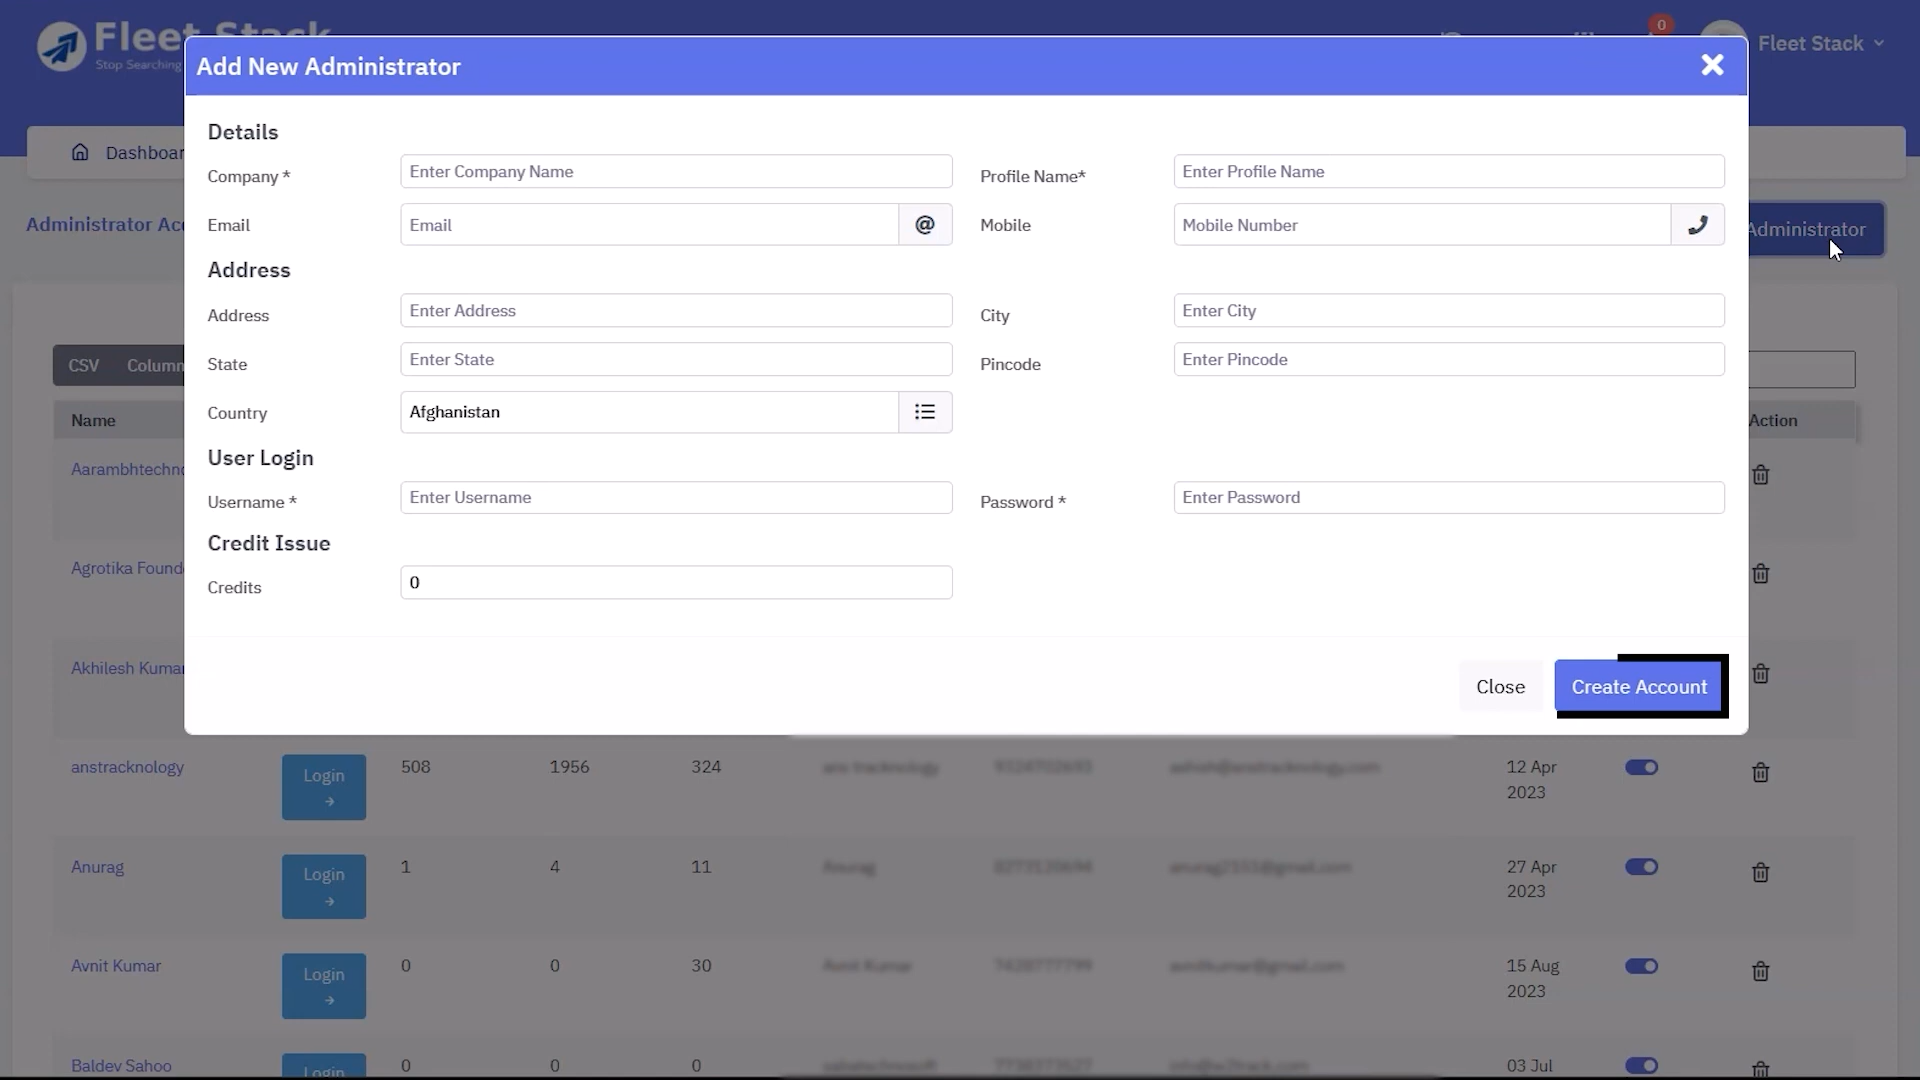 Fleet Stack
Stop Searching
0
Fleet Stack
Add New Administrator
Details
Company *
Enter Company Name
Profile Name*
Enter Profile Name
Email
Email
@
Mobile
Mobile Number
Address
Address
Enter Address
City
Enter City
State
Enter State
Pincode
Enter Pincode
Country
Afghanistan
User Login
Username *
Enter Username
Password *
Enter Password
Credit Issue
Credits
0
Close
Create Account
Dashboar
Administrator Acc
Administrator
CSV
Column
Name
Action
Aarambhtechno
Agrotika Founde
Akhilesh Kumar
anstracknology
Login
508
1956
324
12 Apr
2023
Anurag
Login
1
4
11
27 Apr
2023
Avnit Kumar
Login
0
0
30
15 Aug
2023
Baldev Sahoo
Login
0
0
0
03 Jul